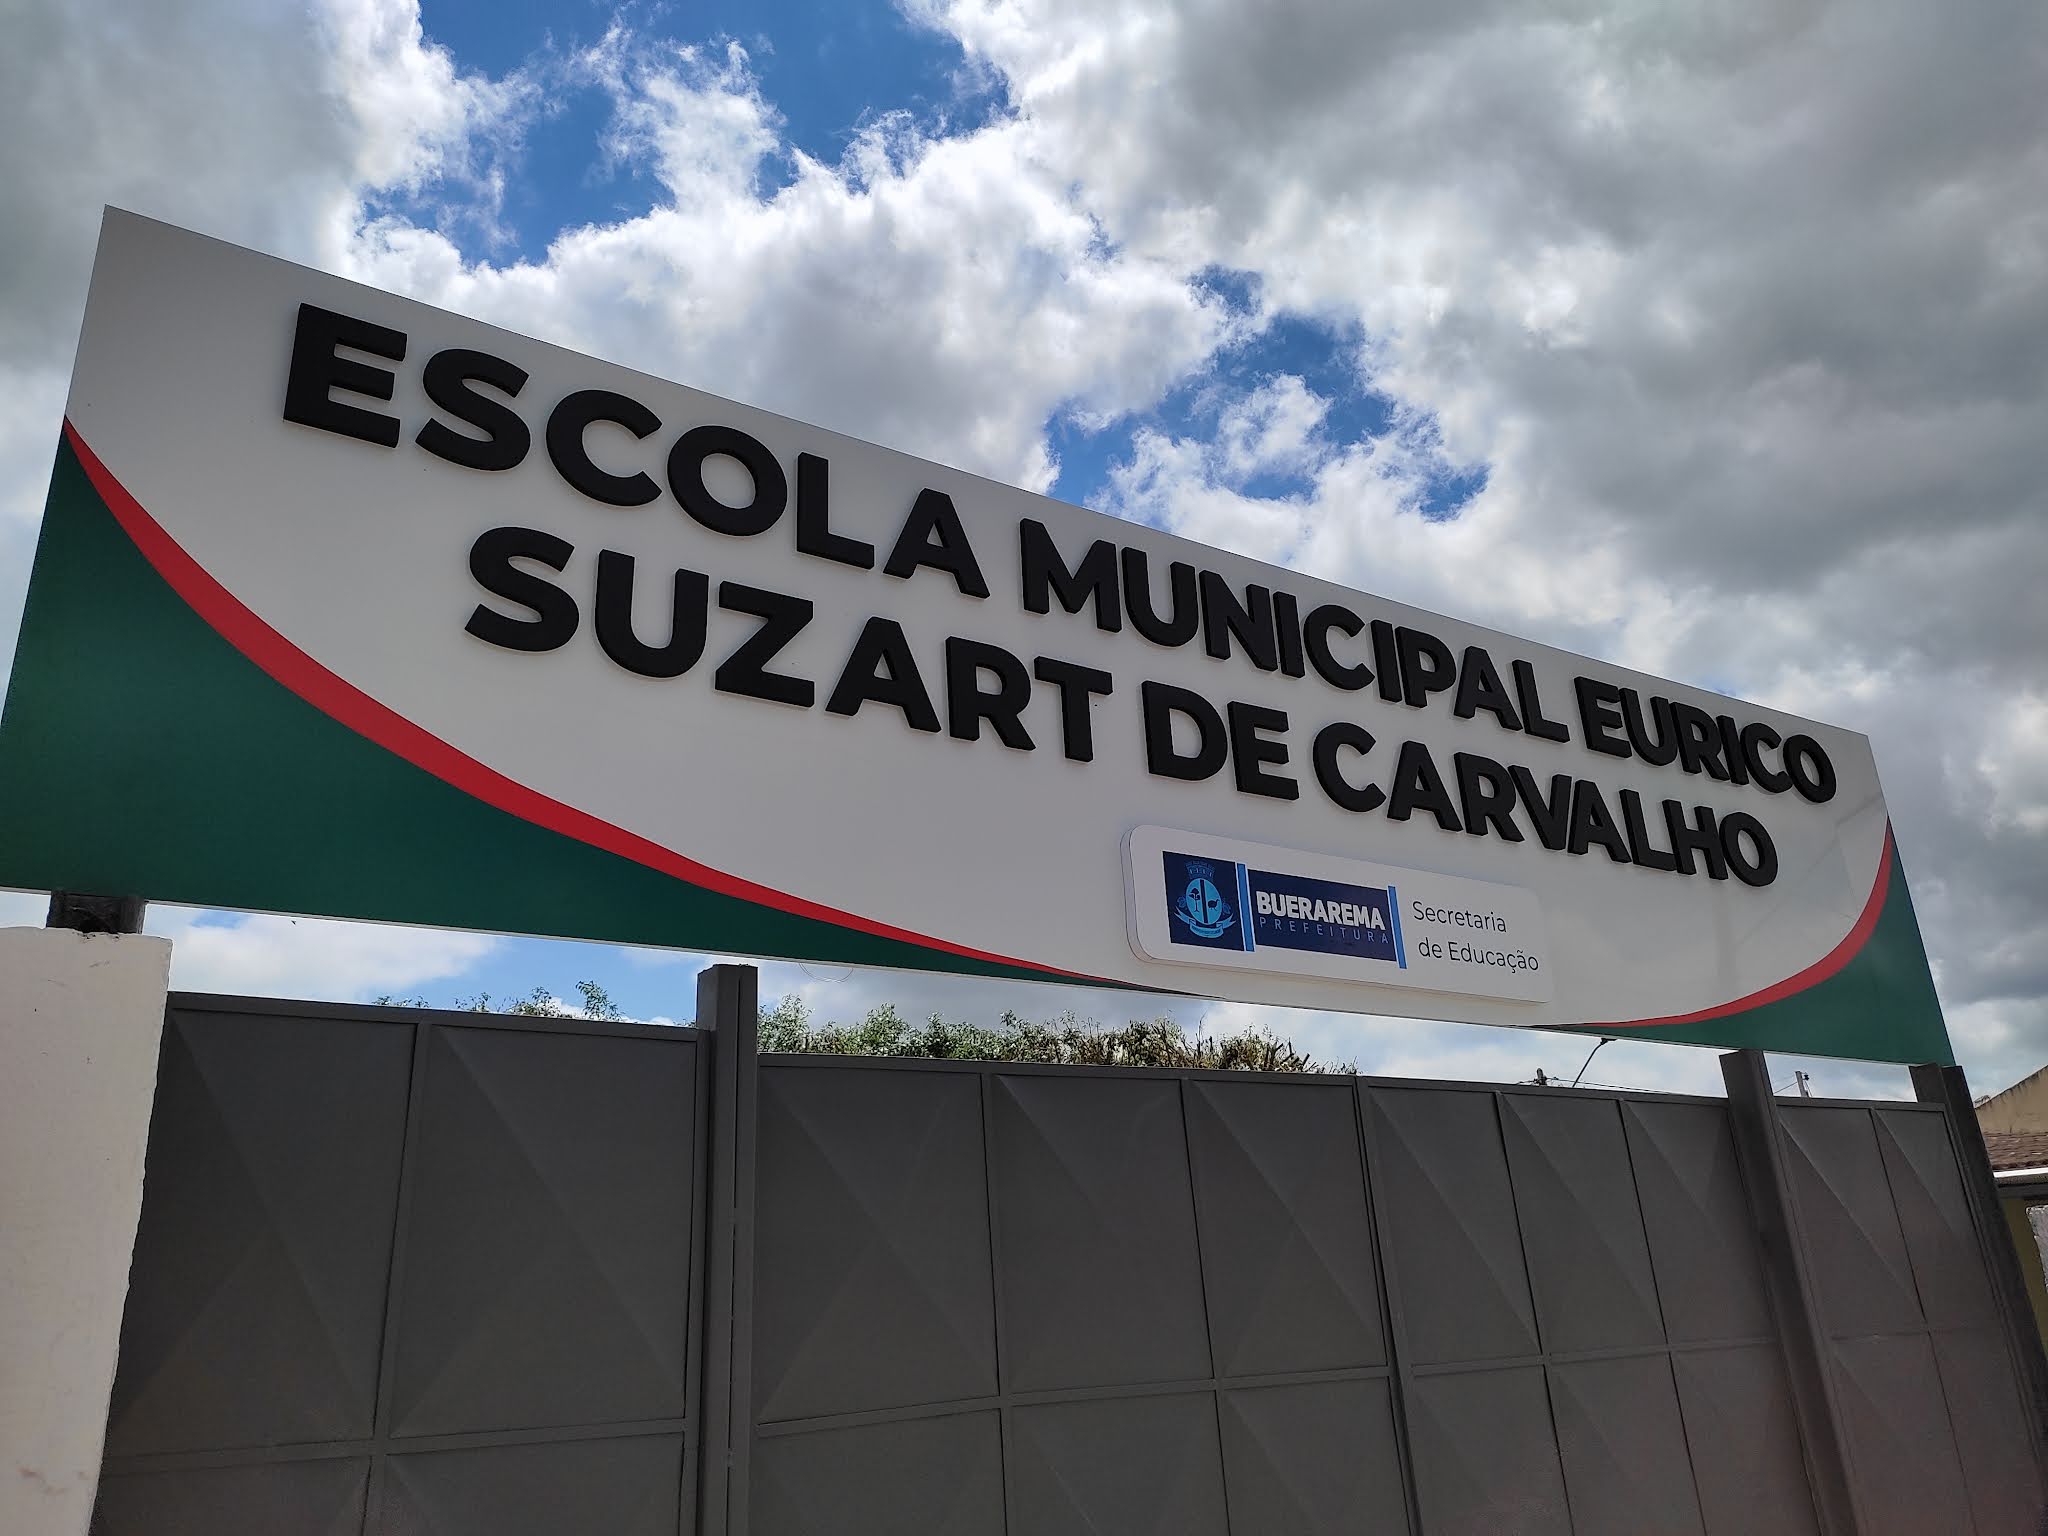 ESCOLA MUNICIPAL EURICO
SUZART DE CARVALHO
BUERAREMA
PREFEITURA
Secretaria
de Educação